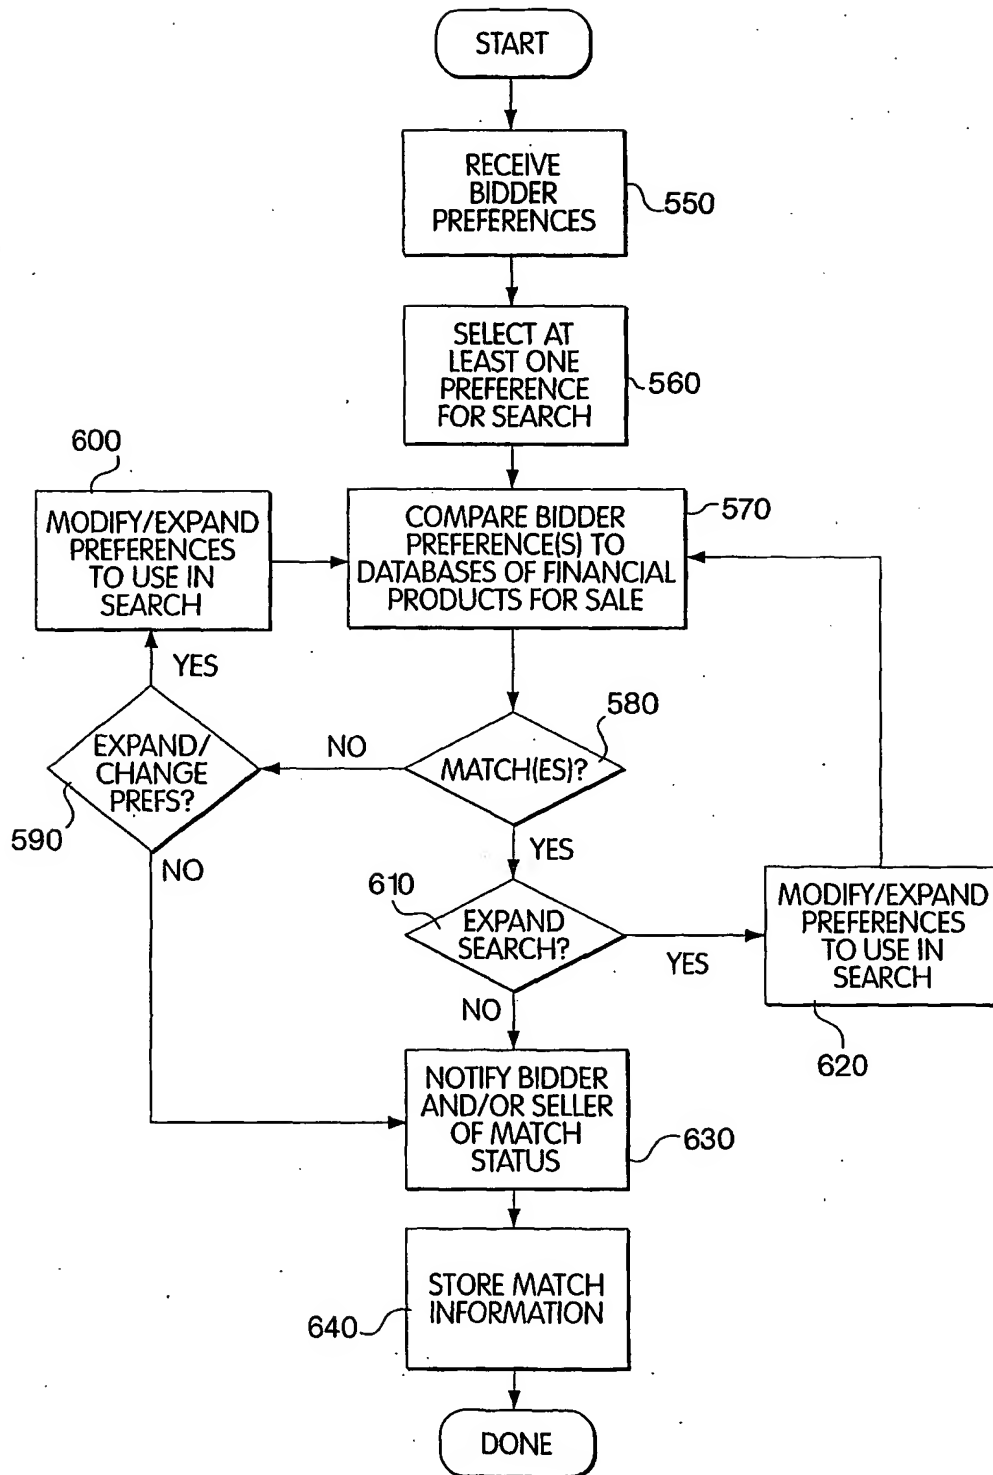 START
RECEIVE
BIDDER
PREFERENCES
550
SELECT AT
LEAST ONE
PREFERENCE
FOR SEARCH
560
600
MODIFY/EXPAND
PREFERENCES
TO USE IN
SEARCH
COMPARE BIDDER
PREFERENCE(S) TO
DATABASES OF FINANCIAL
PRODUCTS FOR SALE
570
YES
580
EXPAND/
CHANGE
PREFS?
NO
MATCH(ES)?
590
NO
YES
610
EXPAND
SEARCH?
YES
MODIFY/EXPAND
PREFERENCES
TO USE IN
SEARCH
NO
620
NOTIFY BIDDER
AND/OR SELLER
OF MATCH
STATUS
630
STORE MATCH
INFORMATION
640
DONE